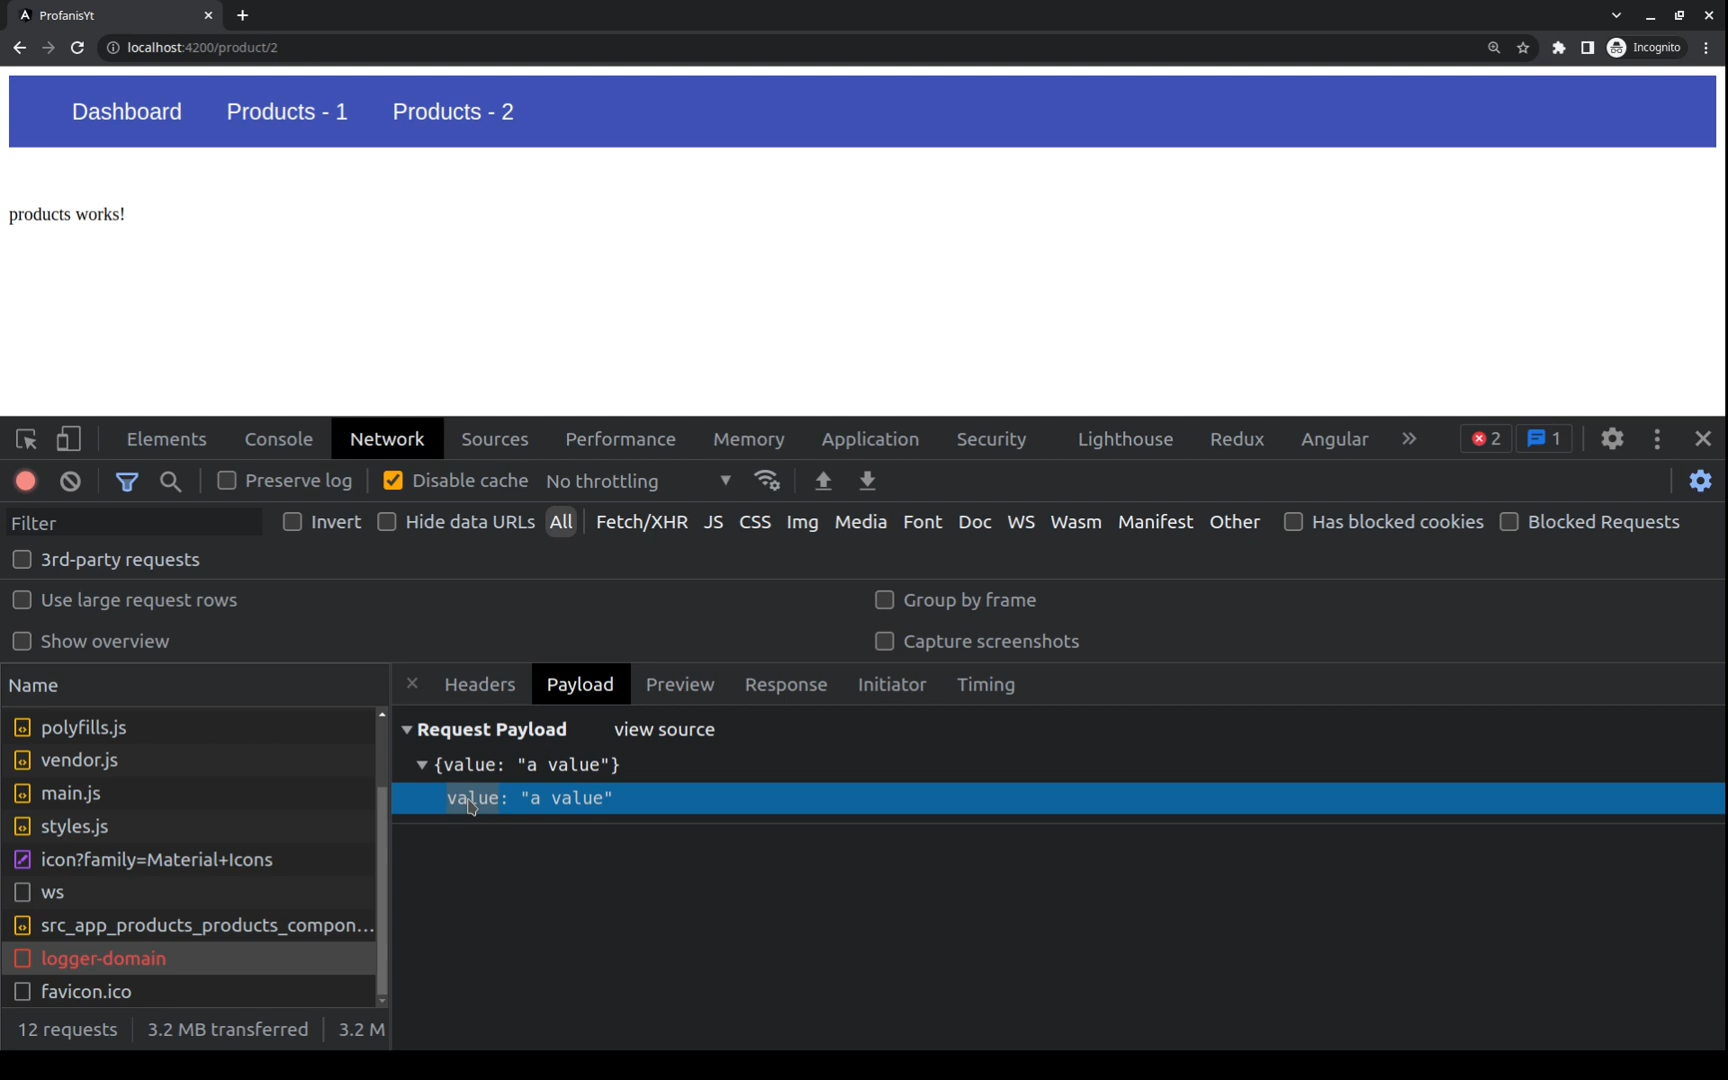 ProfanisYt
localhost:4200/product/2
Incognito
Dashboard Products - 1 Products - 2
products works!
Elements Console Network Sources Performance Memory Application Security Lighthouse Redux Angular 2 1
Preserve log Disable cache No throttling
Filter Invert Hide data URLs All Fetch/XHR JS CSS Img Media Font Doc WS Wasm Manifest Other Has blocked cookies Blocked Requests
3rd-party requests
Use large request rows Group by frame
Show overview Capture screenshots
Name Headers Payload Preview Response Initiator Timing
polyfills.js
vendor.js
main.js
styles.js
icon?family=Material+Icons
ws
src_app_products_products_compon...
logger-domain
favicon.ico
Request Payload view source
{value: "a value"}
value: "a value"
12 requests 3.2 MB transferred 3.2 M